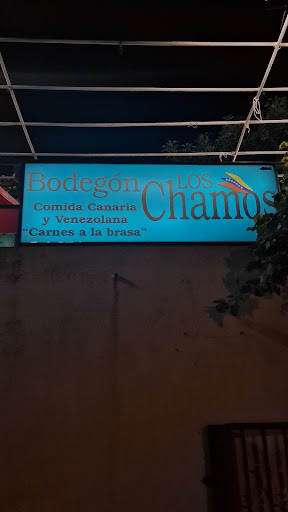 Bodegón LOS
Chamos
Comida Canaria
y Venezolana
"Carnes a la brasa"